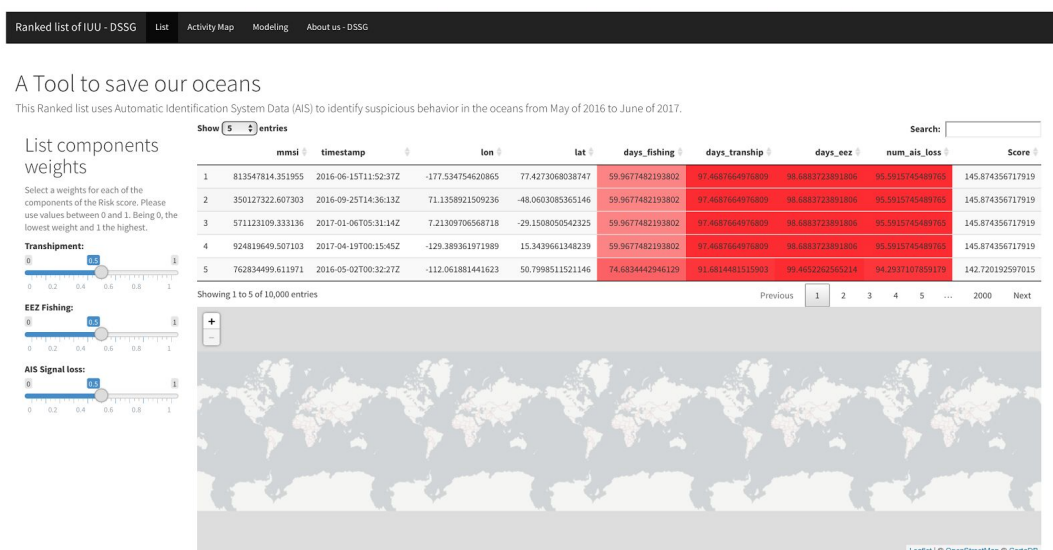 Ranked list of IUU - DSSG List Activity Map Modeling About us - DSSG
A Tool to save our oceans
This Ranked list uses Automatic Identification System Data (AIS) to identify suspicious behavior in the oceans from May of 2016 to June of 2017.
List components
weights
Select a weights for each of the
components of the Risk score. Please
use values between 0 and 1. Being 0, the
lowest weight and 1 the highest.
Transhipment:
0 0.5 1
0 0.2 0.4 0.6 0.8 1
EEZ Fishing:
0 0.5 1
0 0.2 0.4 0.6 0.8 1
AIS Signal loss:
0 0.5 1
0 0.2 0.4 0.6 0.8 1
Show 5 entries Search:
mmsi timestamp lon lat days_fishing days_tranship days_eez num_ais_loss Score
1 813547814.351955 2016-06-15T11:52:37Z -177.534754620865 77.4273068038747 59.9677482193802 97.4687664976809 98.6883723891806 95.5915745489765 145.874356717919
2 350127322.607303 2016-09-25T14:36:13Z 71.1358921509236 -48.0603085365146 59.9677482193802 97.4687664976809 98.6883723891806 95.5915745489765 145.874356717919
3 571123109.333136 2017-01-06T05:31:14Z 7.21309706568718 -29.1508050542325 59.9677482193802 97.4687664976809 98.6883723891806 95.5915745489765 145.874356717919
4 924819649.507103 2017-04-19T00:15:45Z -129.389361971989 15.3439661348239 59.9677482193802 97.4687664976809 98.6883723891806 95.5915745489765 145.874356717919
5 762834499.611971 2016-05-02T00:32:27Z -112.061881441623 50.7998511521146 74.6834442946129 91.6814481515903 99.4652262565214 94.2937107859179 142.720192597015
Showing 1 to 5 of 10,000 entries Previous 1 2 3 4 5 … 2000 Next
+
−
Leaflet | © OpenStreetMap © CartoDB